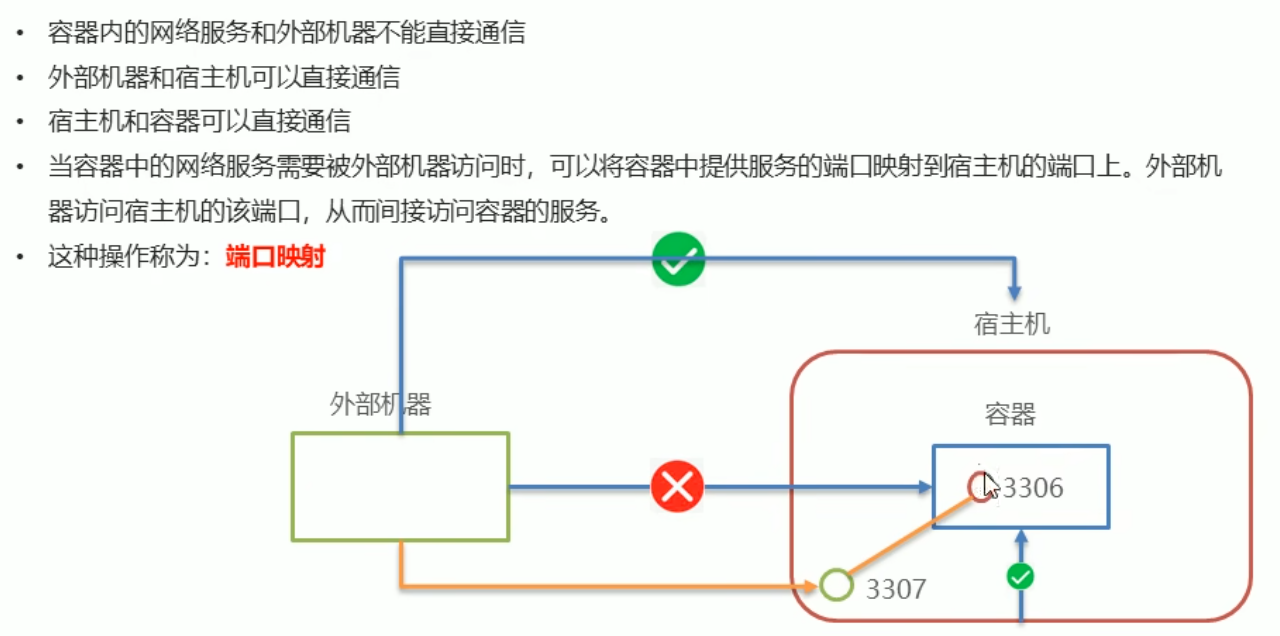 • 容器内的网络服务和外部机器不能直接通信
• 外部机器和宿主机可以直接通信
• 宿主机和容器可以直接通信
• 当容器中的网络服务需要被外部机器访问时，可以将容器中提供服务的端口映射到宿主机的端口上。外部机
器访问宿主机的该端口，从而间接访问容器的服务。
• 这种操作称为：端口映射
宿主机
外部机器
容器
3306
3307